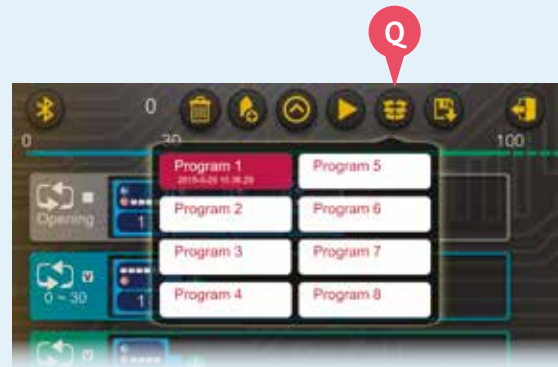 Q
0
0 30 100
Program 1 Program 5
2015-5-26 10:36:29
Program 2 Program 6
Program 3 Program 7
Program 4 Program 8
Opening 1
V
0 ~ 30 1
V